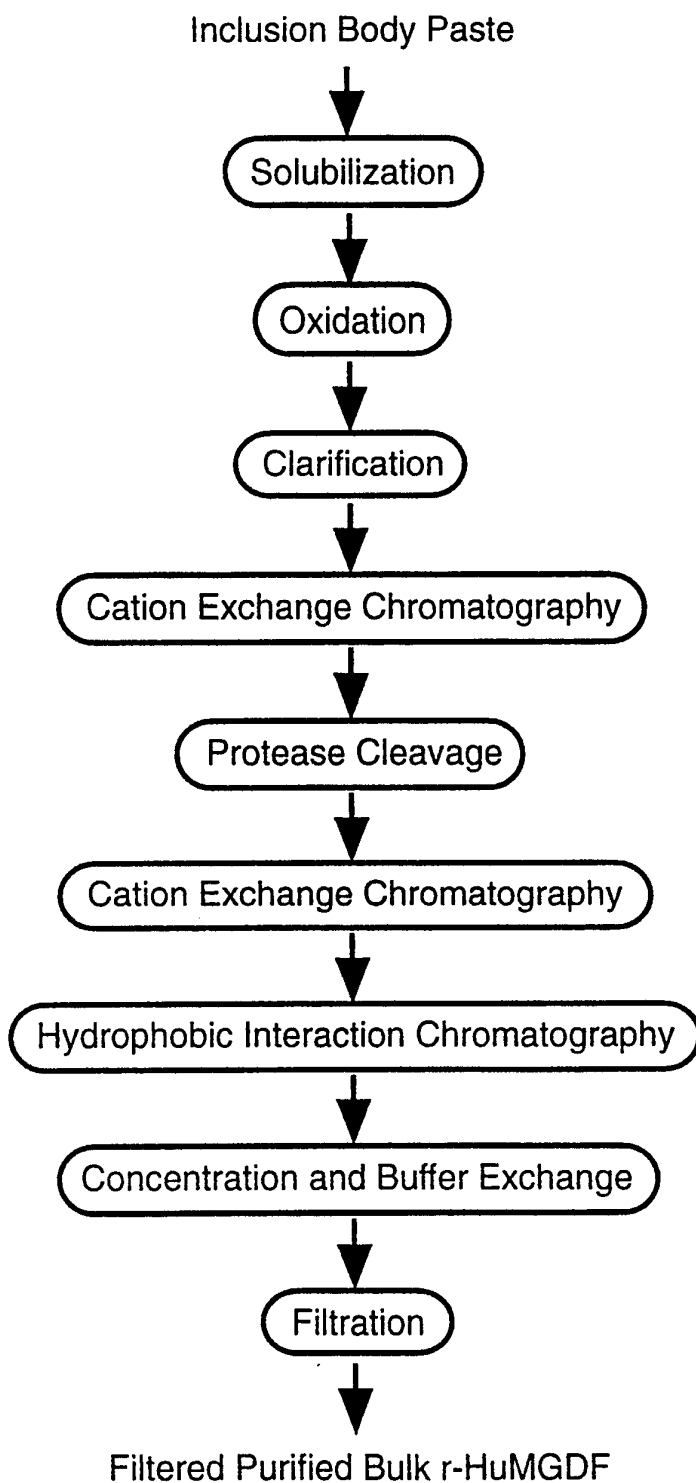 Inclusion Body Paste
Solubilization
Oxidation
Clarification
Cation Exchange Chromatography
Protease Cleavage
Cation Exchange Chromatography
Hydrophobic Interaction Chromatography
Concentration and Buffer Exchange
Filtration
Filtered Purified Bulk r-HuMGDF